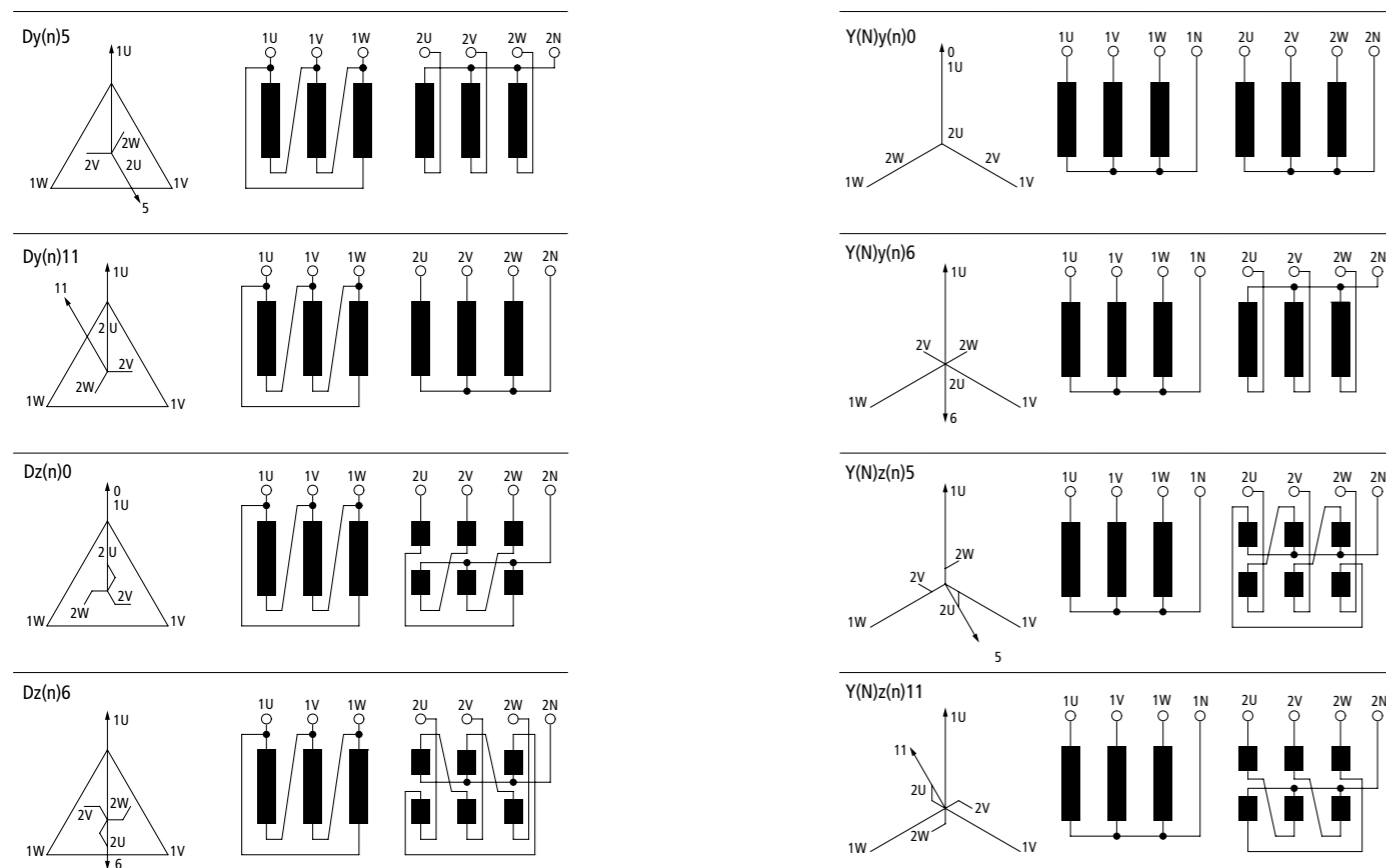 Dy(n)5
1U
2W
2V 2U
1W 1V
5
1U 1V 1W 2U 2V 2W 2N
Dy(n)11
11 1U
2U
2V
2W
1W 1V
1U 1V 1W 2U 2V 2W 2N
Dz(n)0
0
1U
2U
2V
2W
1W 1V
1U 1V 1W 2U 2V 2W 2N
Dz(n)6
1U
2V 2W
2U
1W 1V
6
1U 1V 1W 2U 2V 2W 2N
Y(N)y(n)0
0
1U
2U
2W 2V
1W 1V
1U 1V 1W 1N 2U 2V 2W 2N
Y(N)y(n)6
1U
2V 2W
2U
1W 1V
6
1U 1V 1W 1N 2U 2V 2W 2N
Y(N)z(n)5
1U
2W
2V
2U
1W 1V
5
1U 1V 1W 1N 2U 2V 2W 2N
Y(N)z(n)11
1U
11
2U
2V
2W
1W 1V
1U 1V 1W 1N 2U 2V 2W 2N